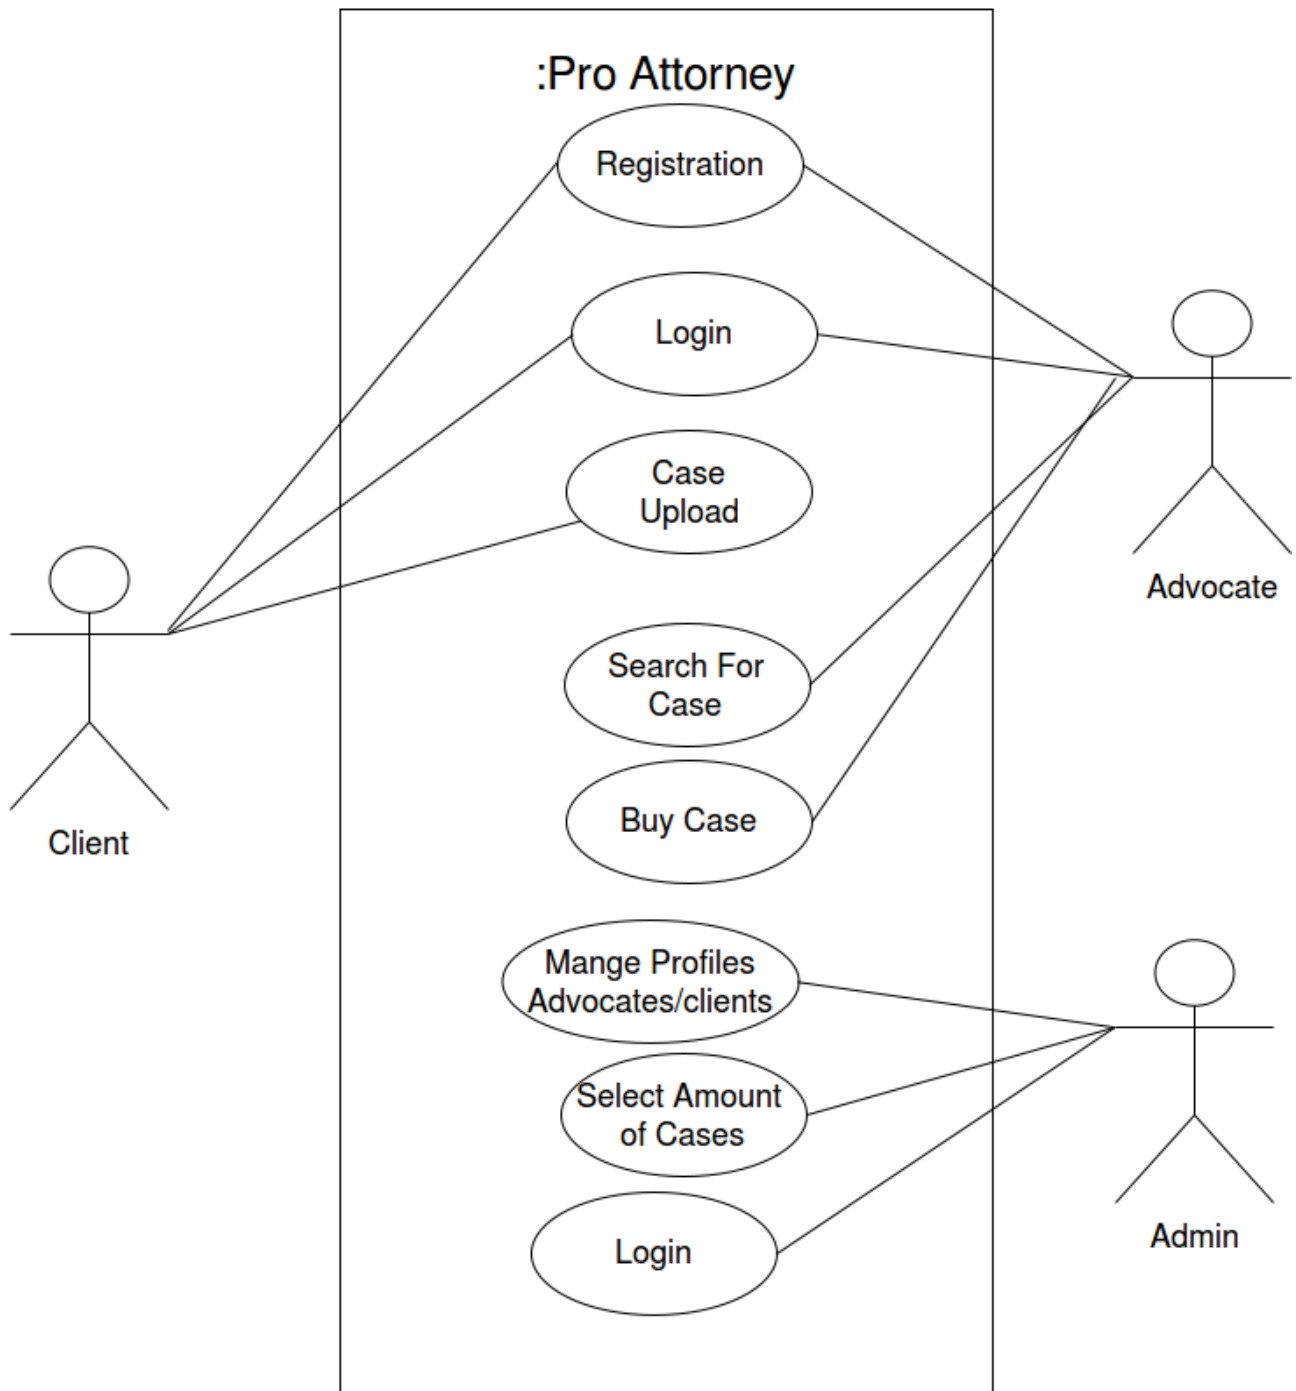 :Pro Attorney
Registration
Login
Case
Upload
Advocate
Search For
Case
Buy Case
Client
Mange Profiles
Advocates/clients
Select Amount
of Cases
Login
Admin